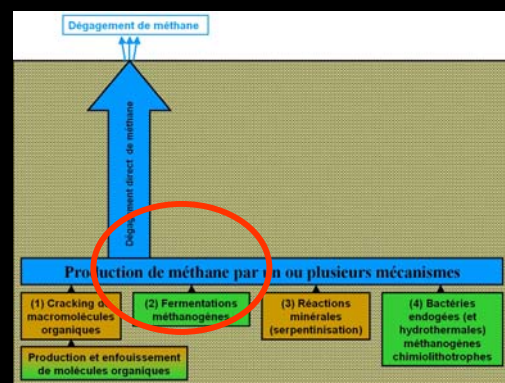 Dégagement de méthane
Dégagement direct de méthane
Production de méthane par un ou plusieurs mécanismes
(1) Cracking de
macromolécules
organiques
(2) Fermentations
méthanogènes
(3) Réactions
minérales
(serpentinisation)
(4) Bactéries
endogées (et
hydrothermales)
méthanogènes
chimiolithotrophes
Production et enfouissement
de molécules organiques